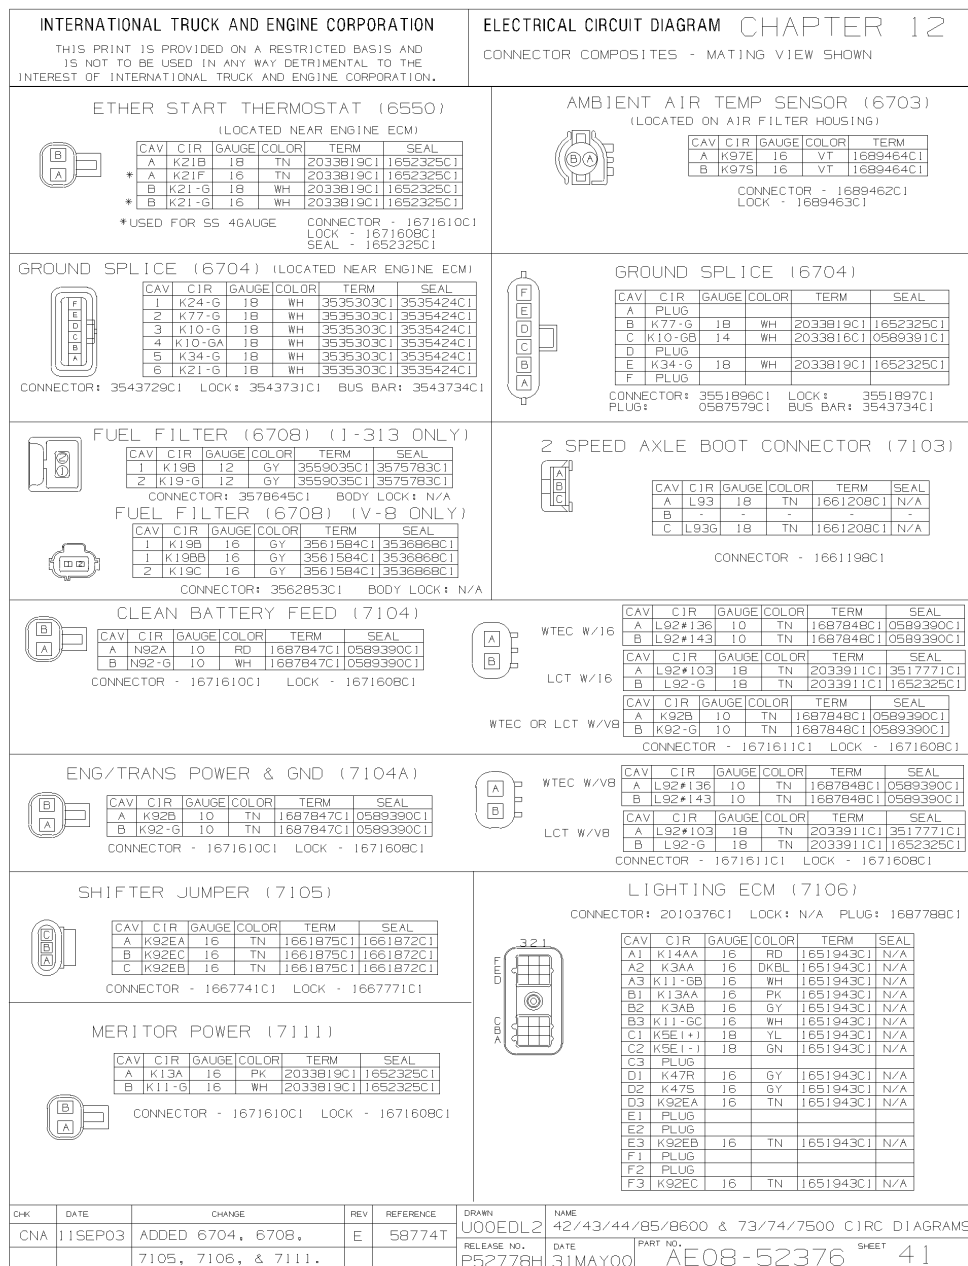 INTERNATIONAL TRUCK AND ENGINE CORPORATION
THIS PRINT IS PROVIDED ON A RESTRICTED BASIS AND
IS NOT TO BE USED IN ANY WAY DETRIMENTAL TO THE
INTEREST OF INTERNATIONAL TRUCK AND ENGINE CORPORATION.
ELECTRICAL CIRCUIT DIAGRAM CHAPTER 12
CONNECTOR COMPOSITES - MATING VIEW SHOWN
ETHER START THERMOSTAT (6550)
(LOCATED NEAR ENGINE ECM)
B
A
CAV CIR GAUGE COLOR TERM SEAL
A K21B 18 TN 2033819C1 1652325C1
* A K21F 16 TN 2033819C1 1652325C1
B K21-G 18 WH 2033819C1 1652325C1
* B K21-G 16 WH 2033819C1 1652325C1
*USED FOR SS 4GAUGE
CONNECTOR - 1671610C1
LOCK - 1671608C1
SEAL - 1652325C1
AMBIENT AIR TEMP SENSOR (6703)
(LOCATED ON AIR FILTER HOUSING)
B A
CAV CIR GAUGE COLOR TERM
A K97E 16 VT 1689464C1
B K97S 16 VT 1689464C1
CONNECTOR - 1689462C1
LOCK - 1689463C1
GROUND SPLICE (6704) (LOCATED NEAR ENGINE ECM)
F
E
D
C
B
A
CAV CIR GAUGE COLOR TERM SEAL
1 K24-G 18 WH 3535303C1 3535424C1
2 K77-G 18 WH 3535303C1 3535424C1
3 K10-G 18 WH 3535303C1 3535424C1
4 K10-GA 18 WH 3535303C1 3535424C1
5 K34-G 18 WH 3535303C1 3535424C1
6 K21-G 18 WH 3535303C1 3535424C1
CONNECTOR: 3543729C1 LOCK: 3543731C1 BUS BAR: 3543734C1
GROUND SPLICE (6704)
F
E
D
C
B
A
CAV CIR GAUGE COLOR TERM SEAL
A PLUG
B K77-G 18 WH 2033819C1 1652325C1
C K10-GB 14 WH 2033816C1 0589391C1
D PLUG
E K34-G 18 WH 2033819C1 1652325C1
F PLUG
CONNECTOR: 3551896C1 LOCK: 3551897C1
PLUG: 0587579C1 BUS BAR: 3543734C1
FUEL FILTER (6708) (I-313 ONLY)
2
1
CAV CIR GAUGE COLOR TERM SEAL
1 K19B 12 GY 3559035C1 3575783C1
2 K19-G 12 GY 3559035C1 3575783C1
CONNECTOR: 3578645C1 BODY LOCK: N/A
FUEL FILTER (6708) (V-8 ONLY)
1 2
CAV CIR GAUGE COLOR TERM SEAL
1 K19B 16 GY 3561584C1 3536868C1
1 K19BB 16 GY 3561584C1 3536868C1
2 K19C 16 GY 3561584C1 3536868C1
CONNECTOR: 3562853C1 BODY LOCK: N/A
2 SPEED AXLE BOOT CONNECTOR (7103)
A
B
C
CAV CIR GAUGE COLOR TERM SEAL
A L93 18 TN 1661208C1 N/A
B - - - - -
C L93G 18 TN 1661208C1 N/A
CONNECTOR - 1661198C1
CLEAN BATTERY FEED (7104)
B
A
CAV CIR GAUGE COLOR TERM SEAL
A N92A 10 RD 1687847C1 0589390C1
B N92-G 10 WH 1687847C1 0589390C1
CONNECTOR - 1671610C1 LOCK - 1671608C1
A
B
WTEC W/I6
CAV CIR GAUGE COLOR TERM SEAL
A L92#136 10 TN 1687848C1 0589390C1
B L92#143 10 TN 1687848C1 0589390C1
LCT W/I6
CAV CIR GAUGE COLOR TERM SEAL
A L92#103 18 TN 2033911C1 3517771C1
B L92-G 18 TN 2033911C1 1652325C1
WTEC OR LCT W/V8
CAV CIR GAUGE COLOR TERM SEAL
A K92B 10 TN 1687848C1 0589390C1
B K92-G 10 TN 1687848C1 0589390C1
CONNECTOR - 1671611C1 LOCK - 1671608C1
ENG/TRANS POWER & GND (7104A)
B
A
CAV CIR GAUGE COLOR TERM SEAL
A K92B 10 TN 1687847C1 0589390C1
B K92-G 10 TN 1687847C1 0589390C1
CONNECTOR - 1671610C1 LOCK - 1671608C1
A
B
WTEC W/V8
CAV CIR GAUGE COLOR TERM SEAL
A L92#136 10 TN 1687848C1 0589390C1
B L92#143 10 TN 1687848C1 0589390C1
LCT W/V8
CAV CIR GAUGE COLOR TERM SEAL
A L92#103 18 TN 2033911C1 3517771C1
B L92-G 18 TN 2033911C1 1652325C1
CONNECTOR - 1671611C1 LOCK - 1671608C1
SHIFTER JUMPER (7105)
C
B
A
CAV CIR GAUGE COLOR TERM SEAL
A K92EA 16 TN 1661875C1 1661872C1
B K92EC 16 TN 1661875C1 1661872C1
C K92EB 16 TN 1661875C1 1661872C1
CONNECTOR - 1667741C1 LOCK - 1667771C1
MERITOR POWER (7111)
CAV CIR GAUGE COLOR TERM SEAL
A K13A 16 PK 2033819C1 1652325C1
B K11-G 16 WH 2033819C1 1652325C1
B
A
CONNECTOR - 1671610C1 LOCK - 1671608C1
LIGHTING ECM (7106)
CONNECTOR: 2010376C1 LOCK: N/A PLUG: 1687788C1
3 2 1
F
E
D
C
B
A
CAV CIR GAUGE COLOR TERM SEAL
A1 K14AA 16 RD 1651943C1 N/A
A2 K3AA 16 DKBL 1651943C1 N/A
A3 K11-GB 16 WH 1651943C1 N/A
B1 K13AA 16 PK 1651943C1 N/A
B2 K3AB 16 GY 1651943C1 N/A
B3 K11-GC 16 WH 1651943C1 N/A
C1 K5E(+) 18 YL 1651943C1 N/A
C2 K5E(-) 18 GN 1651943C1 N/A
C3 PLUG
D1 K47R 16 GY 1651943C1 N/A
D2 K47S 16 GY 1651943C1 N/A
D3 K92EA 16 TN 1651943C1 N/A
E1 PLUG
E2 PLUG
E3 K92EB 16 TN 1651943C1 N/A
F1 PLUG
F2 PLUG
F3 K92EC 16 TN 1651943C1 N/A
CHK DATE CHANGE REV REFERENCE
CNA 11SEP03 ADDED 6704, 6708, E 58774T
7105, 7106, & 7111.
DRAWN U00EDL2
NAME 42/43/44/85/8600 & 73/74/7500 CIRC DIAGRAMS
RELEASE NO. P52778H
DATE 31MAY00
PART NO. AE08-52376
SHEET 41